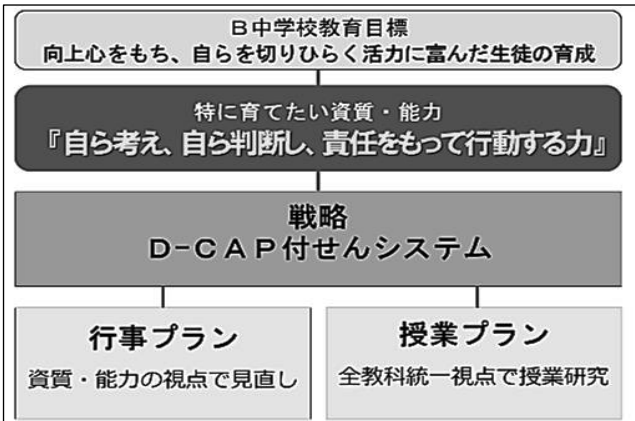 B中学校教育目標
向上心をもち、自らを切りひらく活力に富んだ生徒の育成
特に育てたい資質・能力
『自ら考え、自ら判断し、責任をもって行動する力』
戦略
D-CAP付せんシステム
行事プラン
資質・能力の視点で見直し
授業プラン
全教科統一視点で授業研究